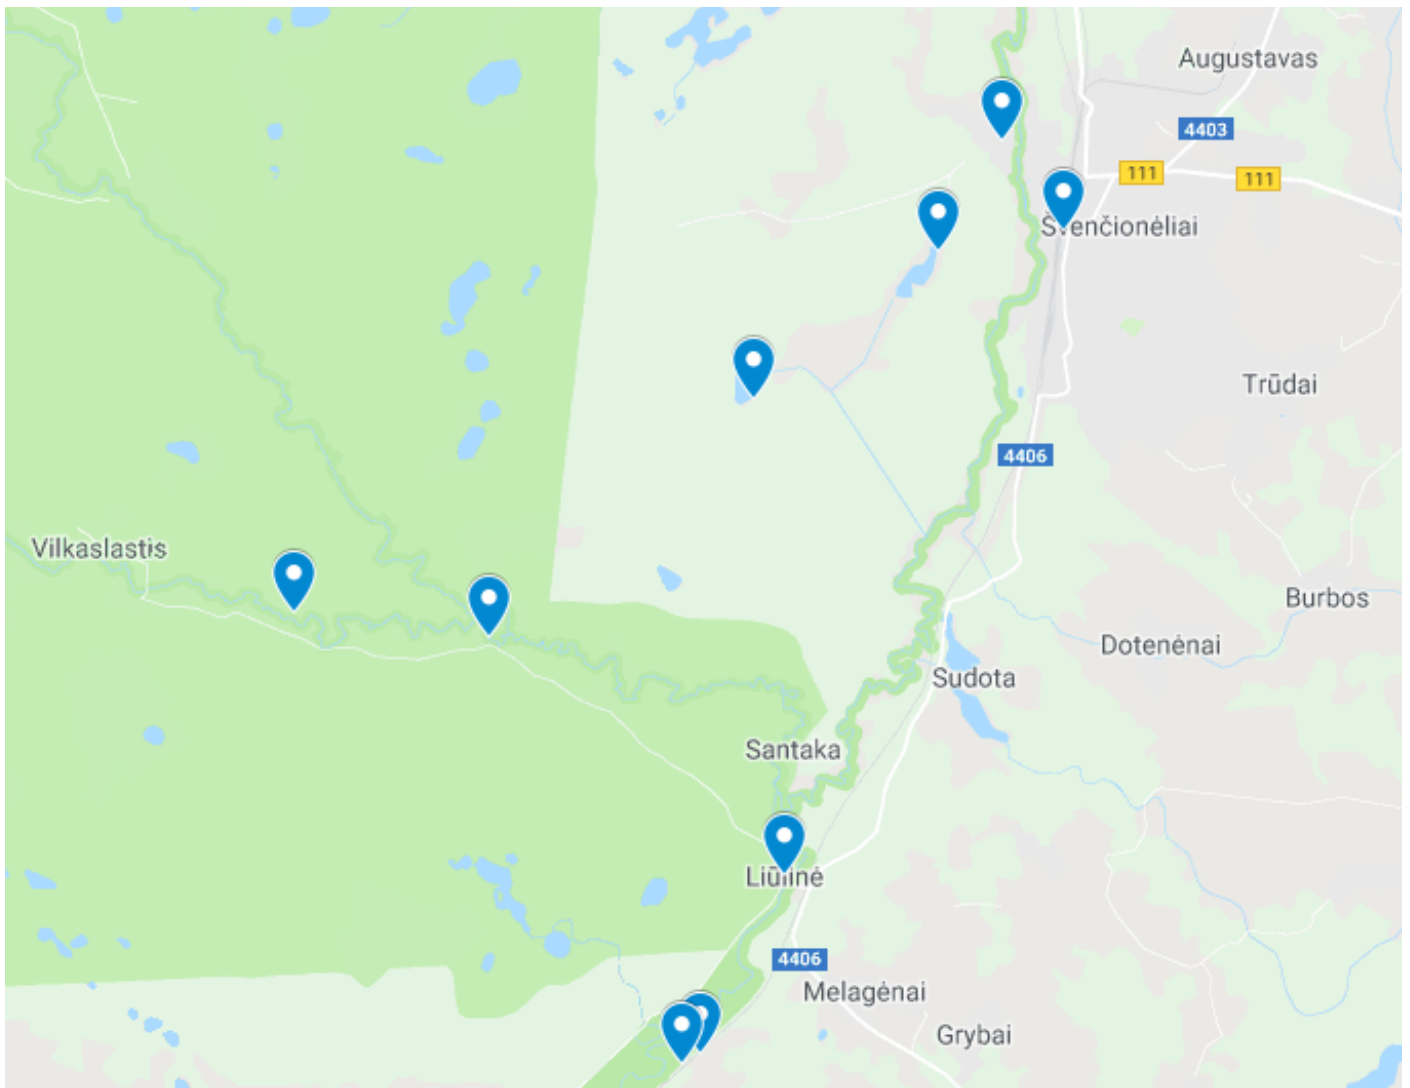 Augustavas
4403
111
111
Švenčionėliai
Trūdai
4406
Vilkaslastis
Burbos
Dotenėnai
Sudota
Santaka
Liūlinė
4406
Melagėnai
Grybai